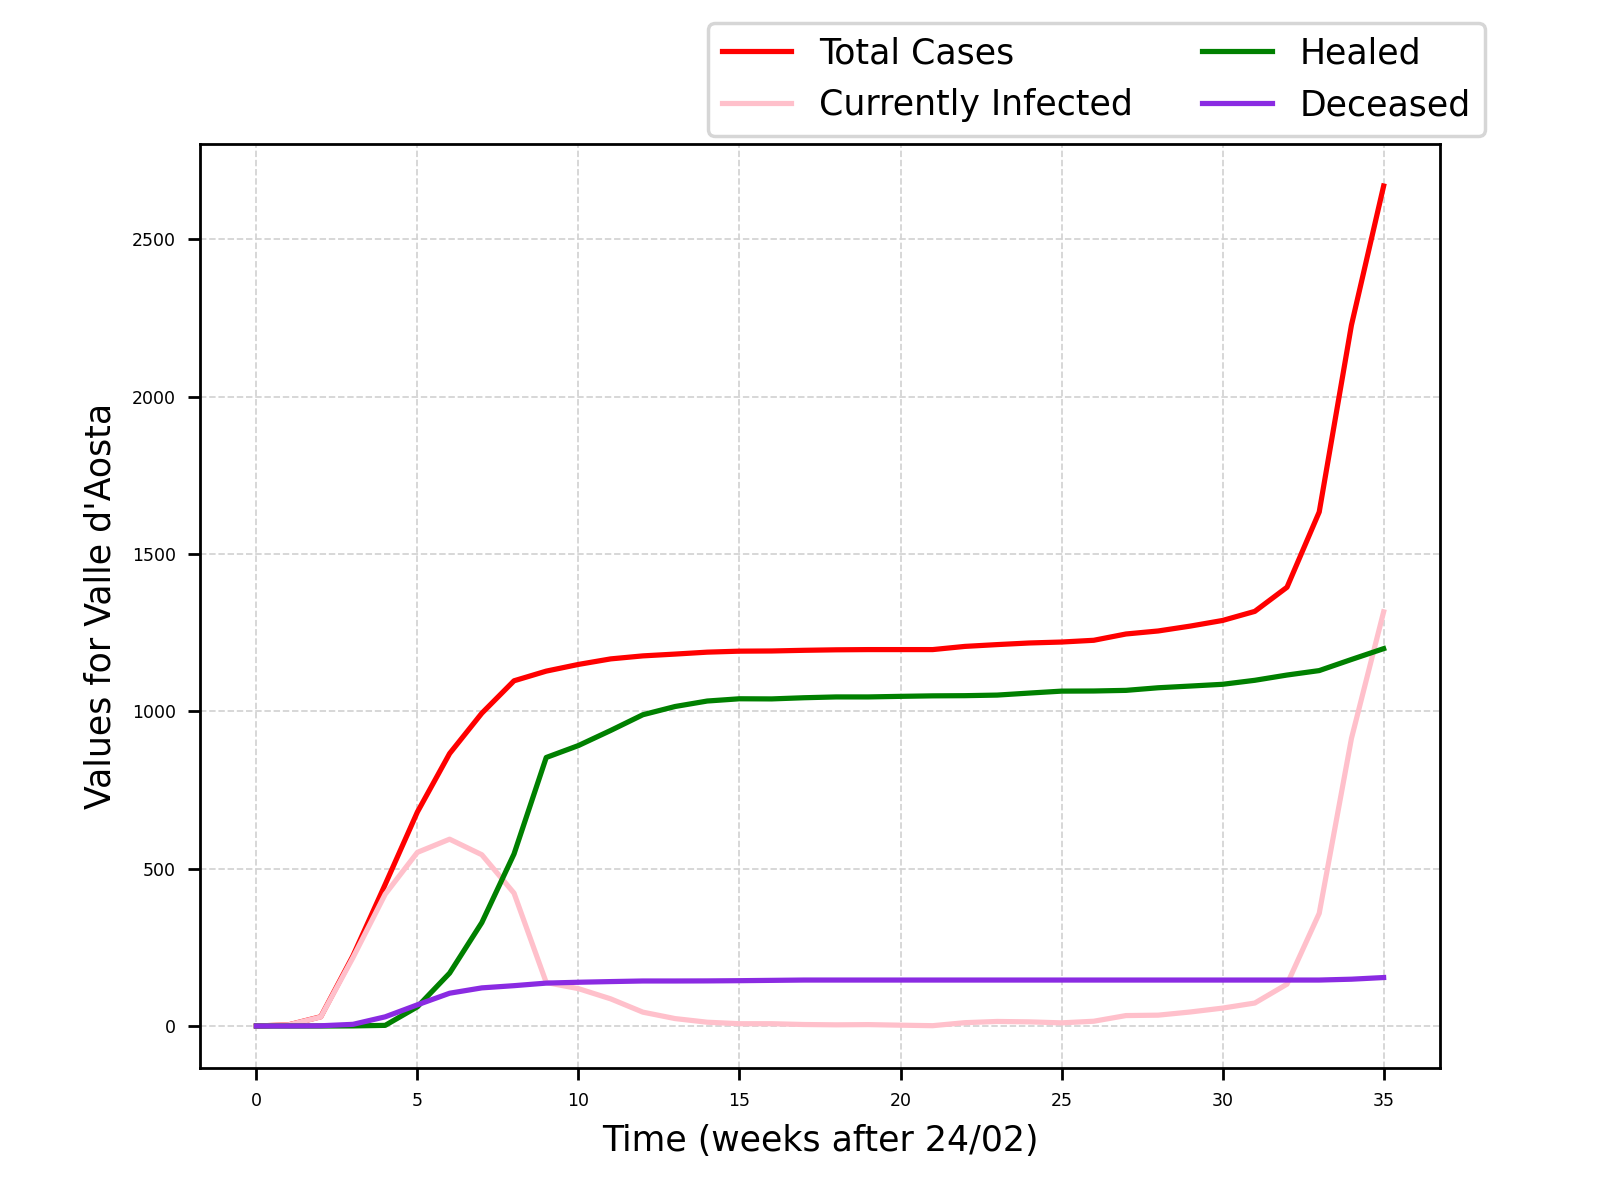 Total Cases
Currently Infected
Healed
Deceased
2500
2000
1500
1000
500
0
Values for Valle d'Aosta
0 5 10 15 20 25 30 35
Time (weeks after 24/02)